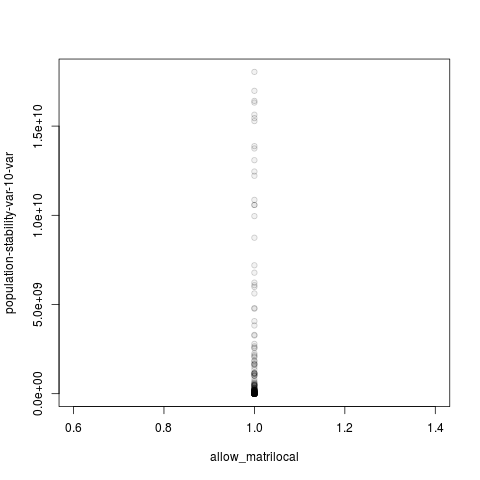 population-stability-var-10-var
1.5e+10
1.0e+10
5.0e+09
0.0e+00
0.6
0.8
1.0
1.2
1.4
allow_matrilocal